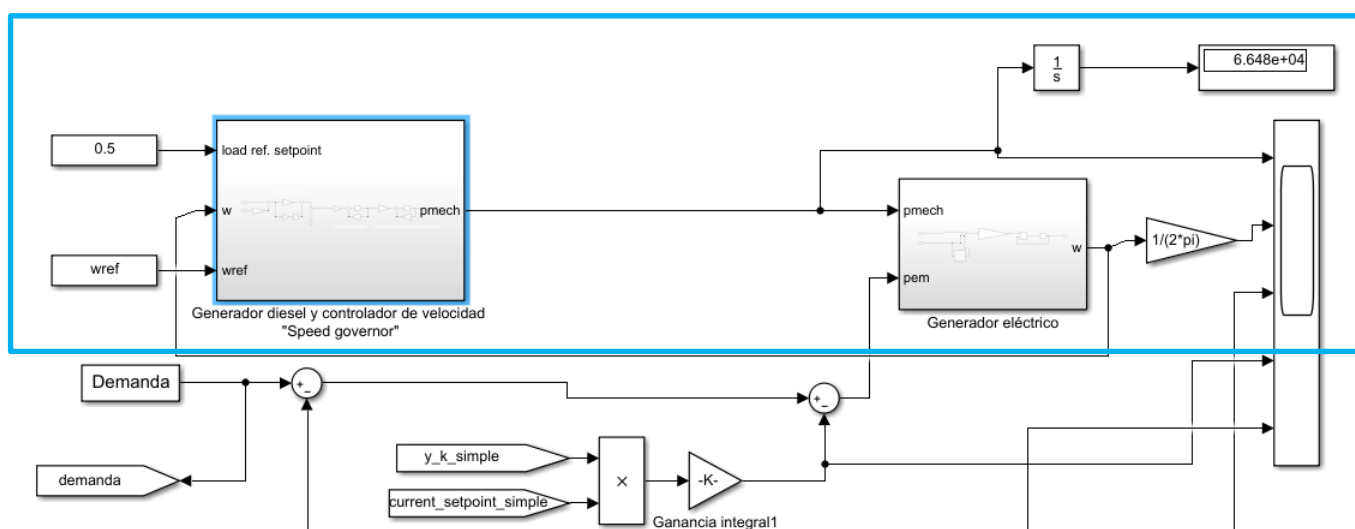 1
s
6.648e+04
0.5
load ref. setpoint
w
pmech
wref
wref
Generador diesel y controlador de velocidad
"Speed governor"
pmech
w
pem
Generador eléctrico
1/(2*pi)
Demanda
+
-
+
-
demanda
y_k_simple
current_setpoint_simple
×
-K-
Ganancia integral1